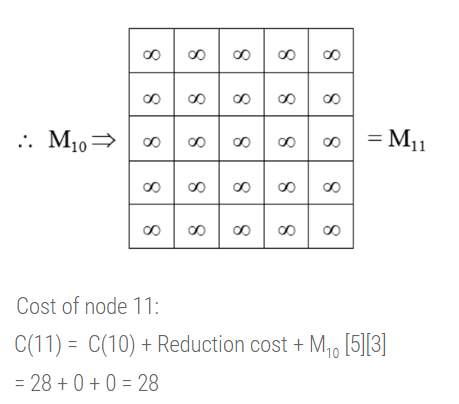 ∞ ∞ ∞ ∞ ∞
∞ ∞ ∞ ∞ ∞
∴ M₁₀ ⇒ ∞ ∞ ∞ ∞ ∞ = M₁₁
∞ ∞ ∞ ∞ ∞
∞ ∞ ∞ ∞ ∞
Cost of node 11:
C(11) = C(10) + Reduction cost + M₁₀ [5][3]
= 28 + 0 + 0 = 28